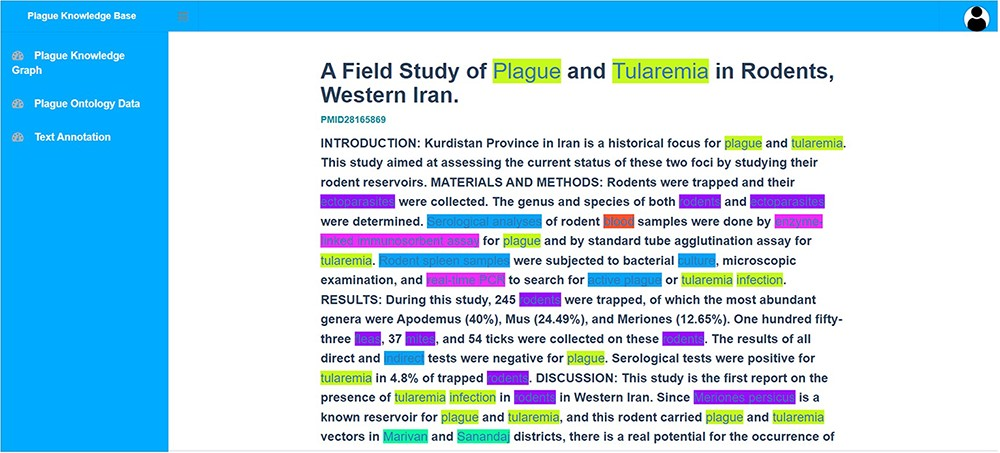 Plague Knowledge Base
Plague Knowledge
Graph
Plague Ontology Data
Text Annotation
A Field Study of Plague and Tularemia in Rodents,
Western Iran.
PMID28165869
INTRODUCTION: Kurdistan Province in Iran is a historical focus for plague and tularemia.
This study aimed at assessing the current status of these two foci by studying their
rodent reservoirs. MATERIALS AND METHODS: Rodents were trapped and their
ectoparasites were collected. The genus and species of both rodents and ectoparasites
were determined. Serological analyses of rodent blood samples were done by enzyme-
linked immunosorbent assay for plague and by standard tube agglutination assay for
tularemia. Rodent spleen samples were subjected to bacterial culture, microscopic
examination, and real-time PCR to search for active plague or tularemia infection.
RESULTS: During this study, 245 rodents were trapped, of which the most abundant
genera were Apodemus (40%), Mus (24.49%), and Meriones (12.65%). One hundred fifty-
three fleas, 37 mites, and 54 ticks were collected on these rodents. The results of all
direct and indirect tests were negative for plague. Serological tests were positive for
tularemia in 4.8% of trapped rodents. DISCUSSION: This study is the first report on the
presence of tularemia infection in rodents in Western Iran. Since Meriones persicus is a
known reservoir for plague and tularemia, and this rodent carried plague and tularemia
vectors in Marivan and Sanandaj districts, there is a real potential for the occurrence of